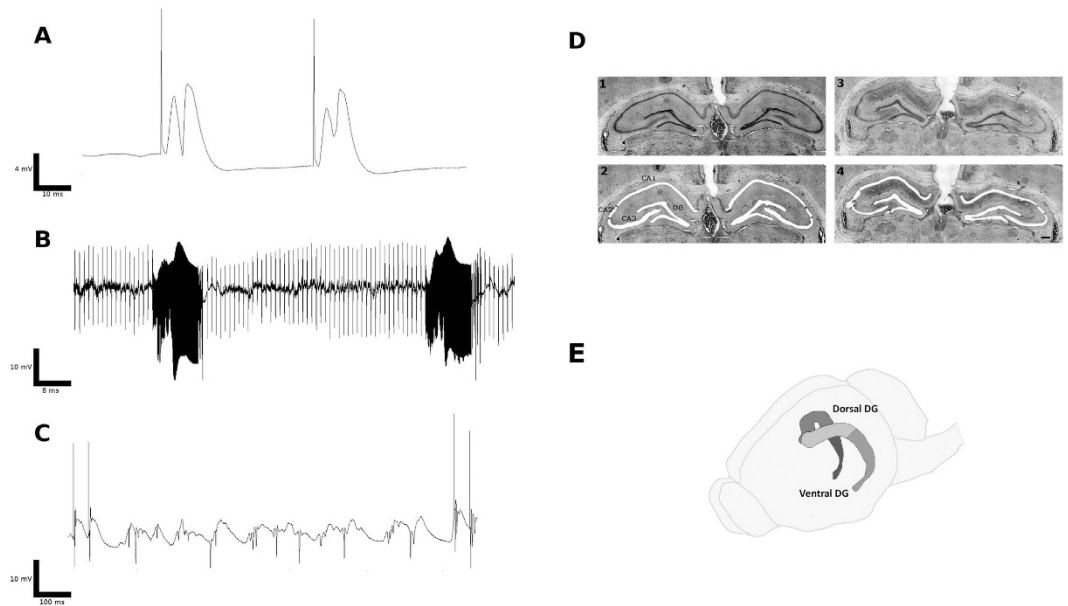 A
4 mV
10 ms
B
10 mV
8 ms
C
10 mV
100 ms
D
1
3
2
CA1
CA2
DG
CA3
4
E
Dorsal DG
Ventral DG